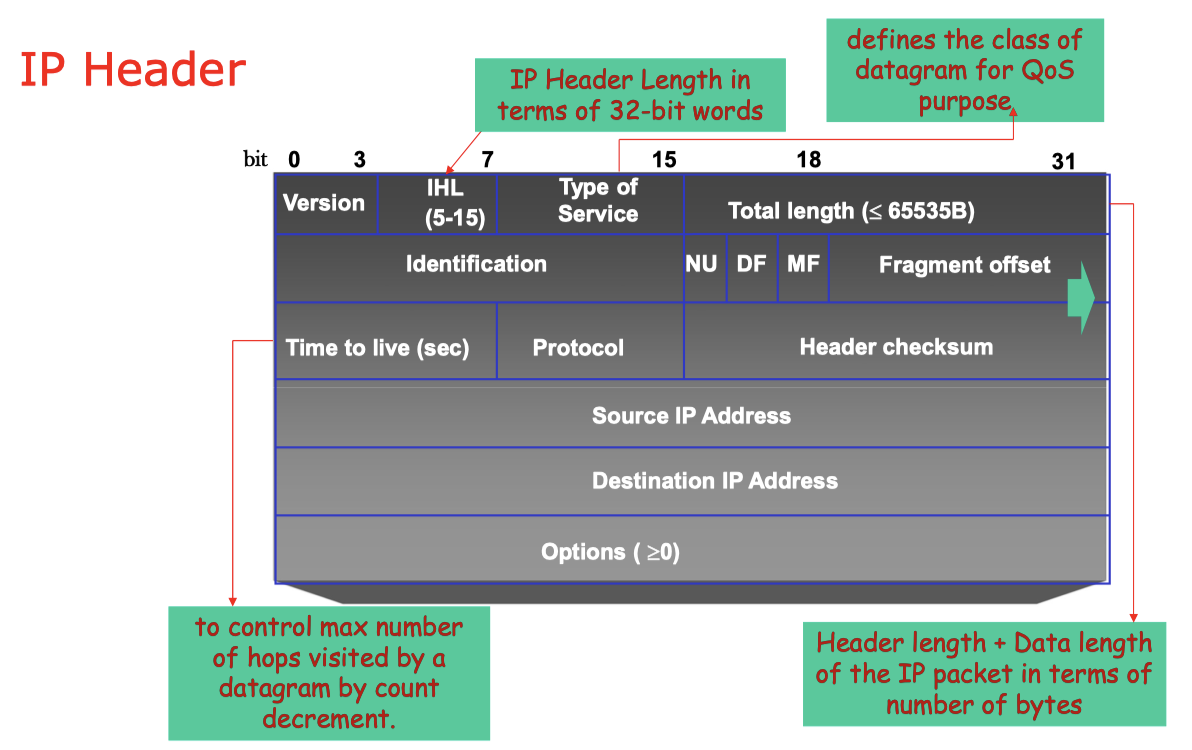 IP Header
IP Header Length in
terms of 32-bit words
defines the class of
datagram for QoS
purpose
bit 0 3 7 15 18 31
Version
IHL
(5-15)
Type of
Service
Total length (≤ 65535B)
Identification
NU
DF
MF
Fragment offset
Time to live (sec)
Protocol
Header checksum
Source IP Address
Destination IP Address
Options ( ≥0)
to control max number
of hops visited by a
datagram by count
decrement.
Header length + Data length
of the IP packet in terms of
number of bytes